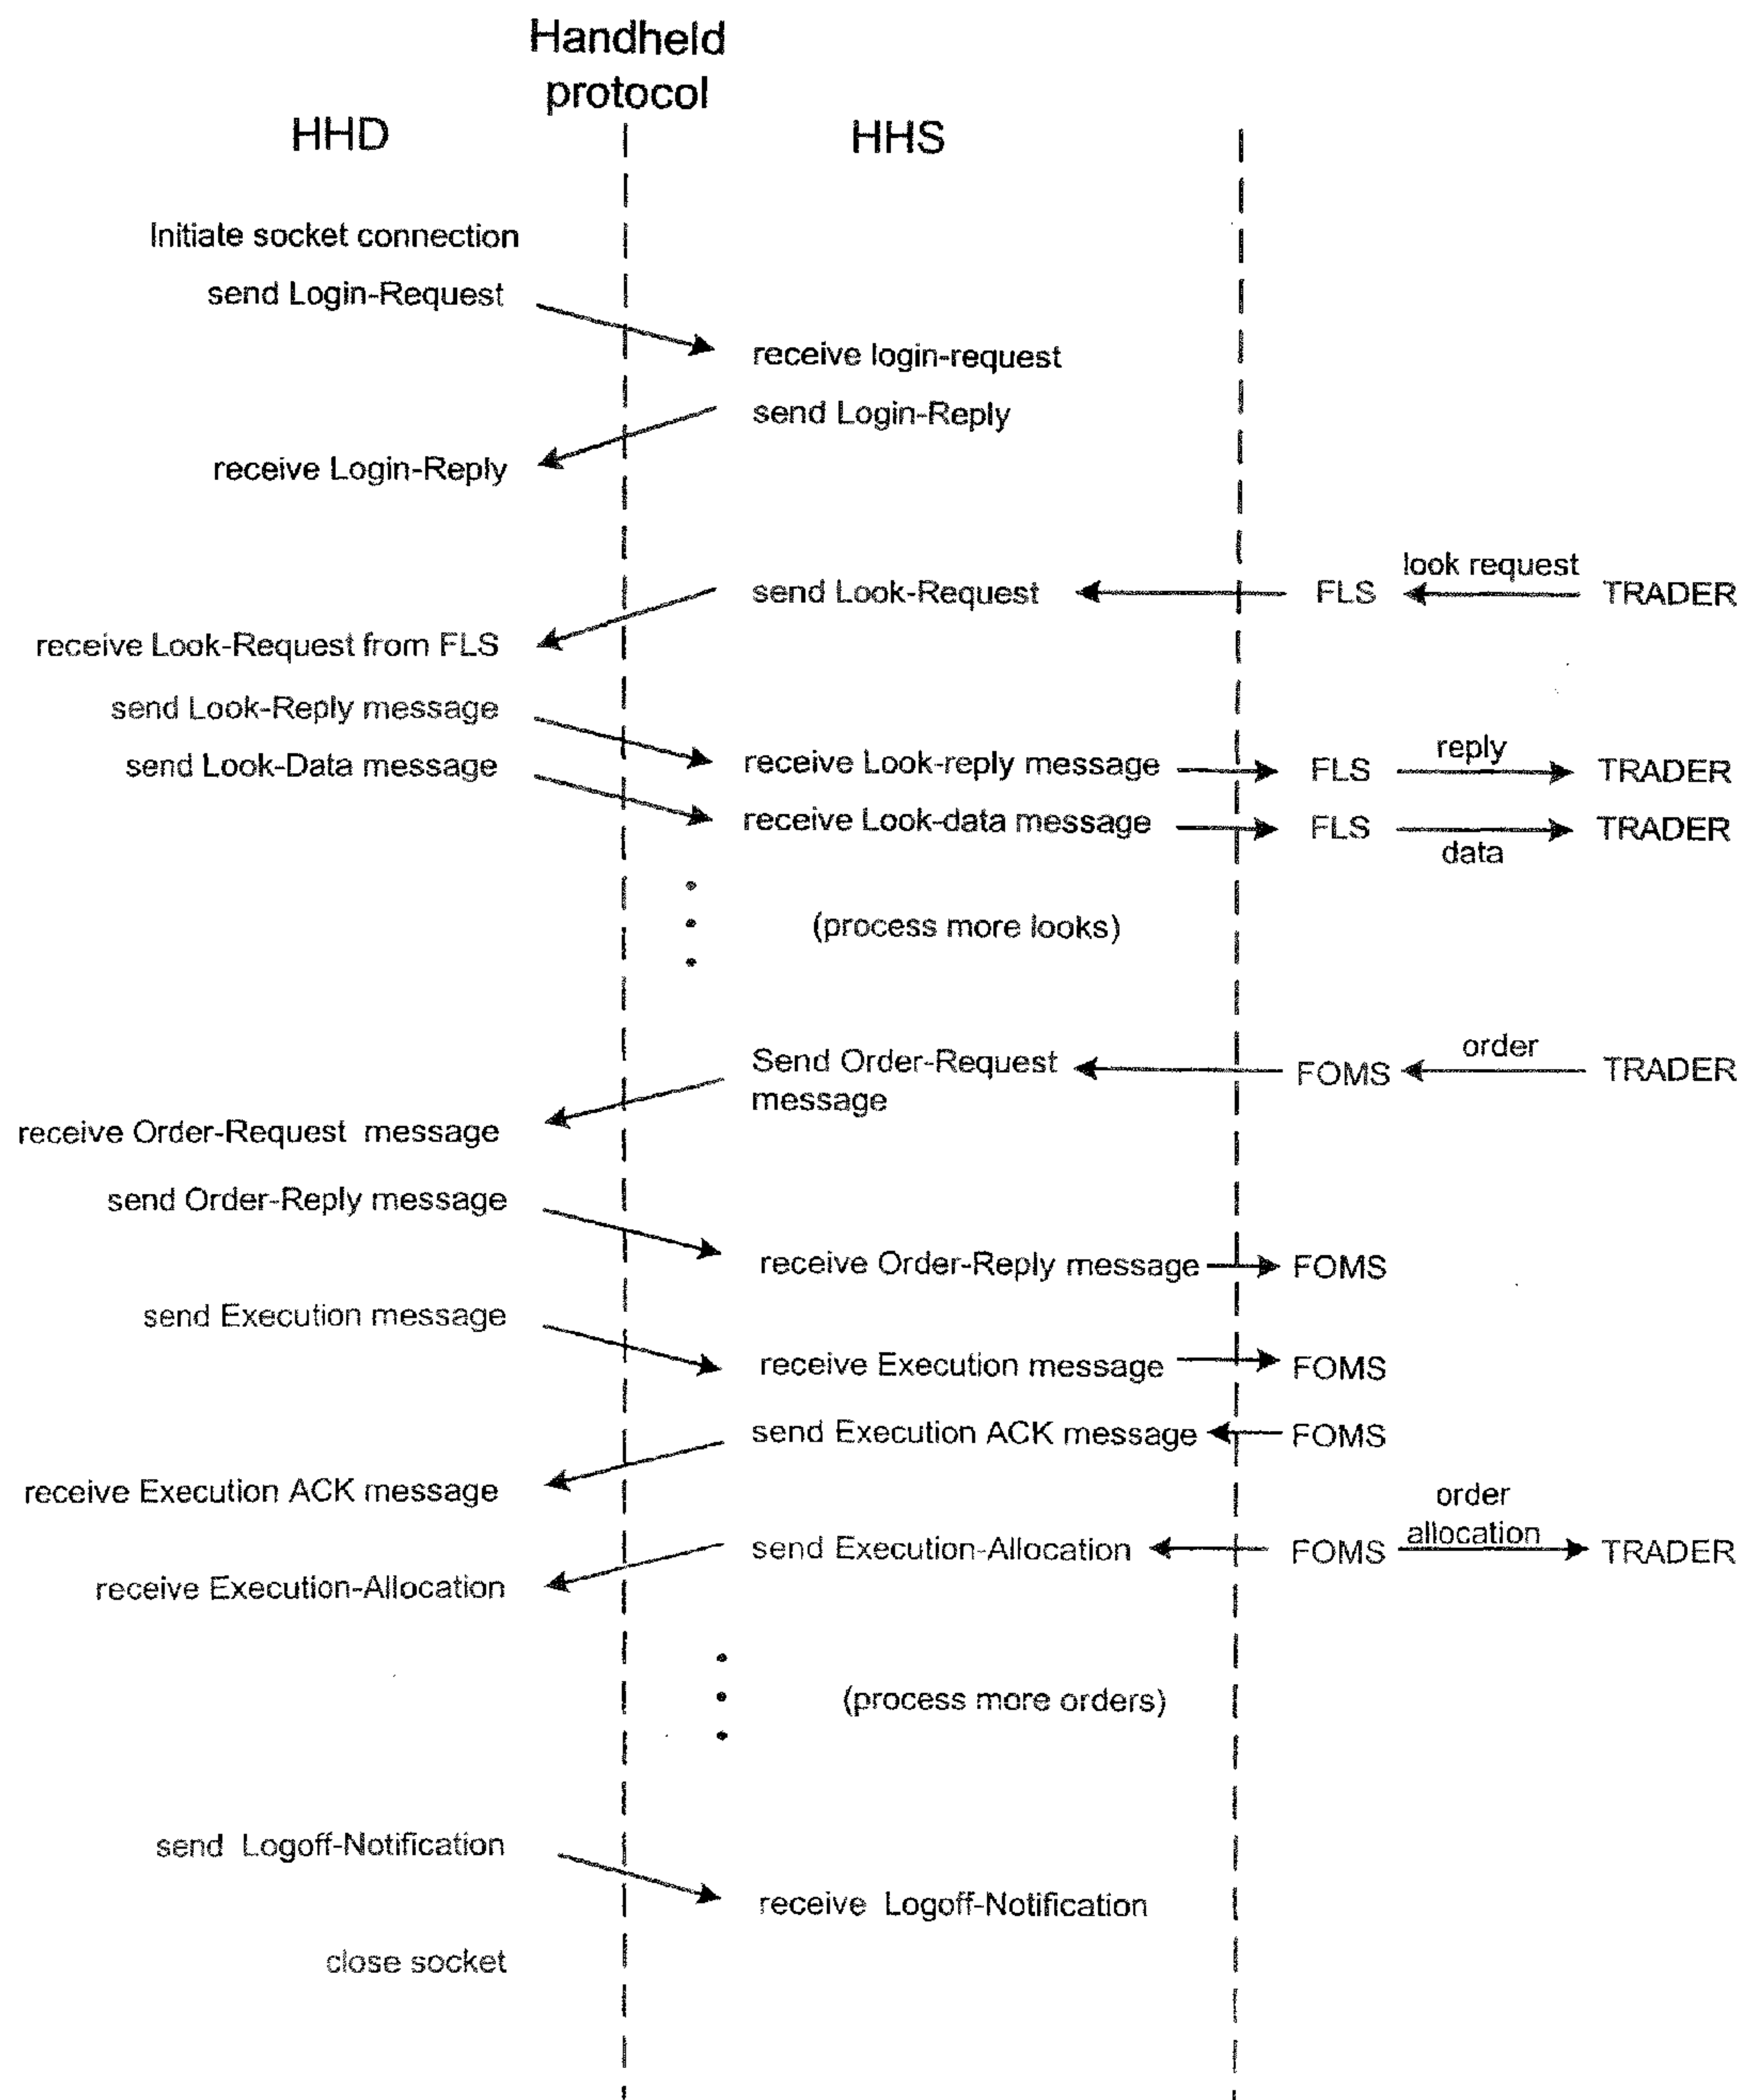 Handheld
protocol
HHD
HHS
Initiate socket connection
send Login-Request
receive login-request
send Login-Reply
receive Login-Reply
look request
send Look-Request
FLS
TRADER
receive Look-Request from FLS
send Look-Reply message
reply
receive Look-reply message
FLS
TRADER
send Look-Data message
receive Look-data message
FLS
TRADER
data
(process more looks)
order
Send Order-Request
message
FOMS
TRADER
receive Order-Request message
send Order-Reply message
receive Order-Reply message
FOMS
send Execution message
receive Execution message
FOMS
send Execution ACK message
FOMS
receive Execution ACK message
order
allocation
send Execution-Allocation
FOMS
TRADER
receive Execution-Allocation
(process more orders)
send Logoff-Notification
receive Logoff-Notification
close socket